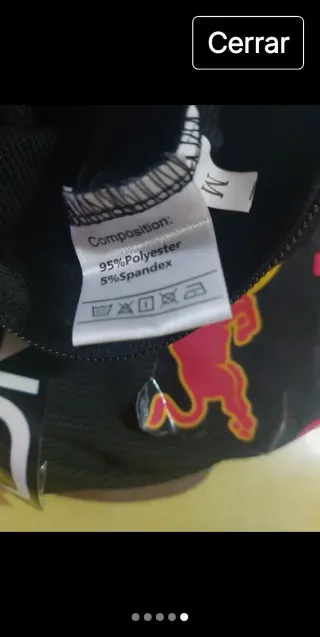 Cerrar
M
Composition:
95%Polyester
5%Spandex